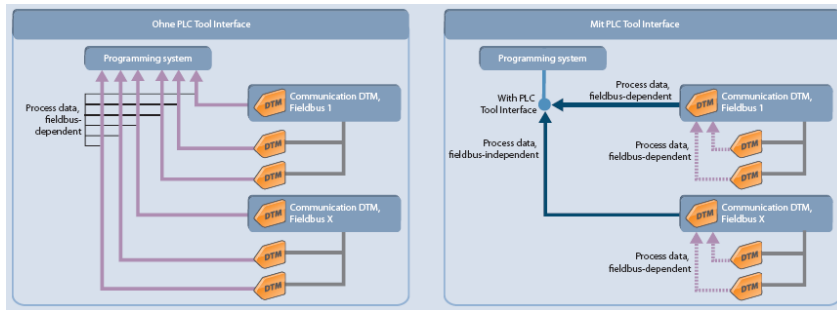 Ohne PLC Tool Interface
Programming system
Process data,
fieldbus-
dependent
DTM
Communication DTM,
Fieldbus 1
DTM
DTM
DTM
Communication DTM,
Fieldbus X
DTM
DTM
Mit PLC Tool Interface
Programming system
With PLC
Tool Interface
Process data,
fieldbus-dependent
DTM
Communication DTM,
Fieldbus 1
Process data,
fieldbus-independent
Process data,
fieldbus-dependent
DTM
DTM
DTM
Communication DTM,
Fieldbus X
Process data,
fieldbus-dependent
DTM
DTM